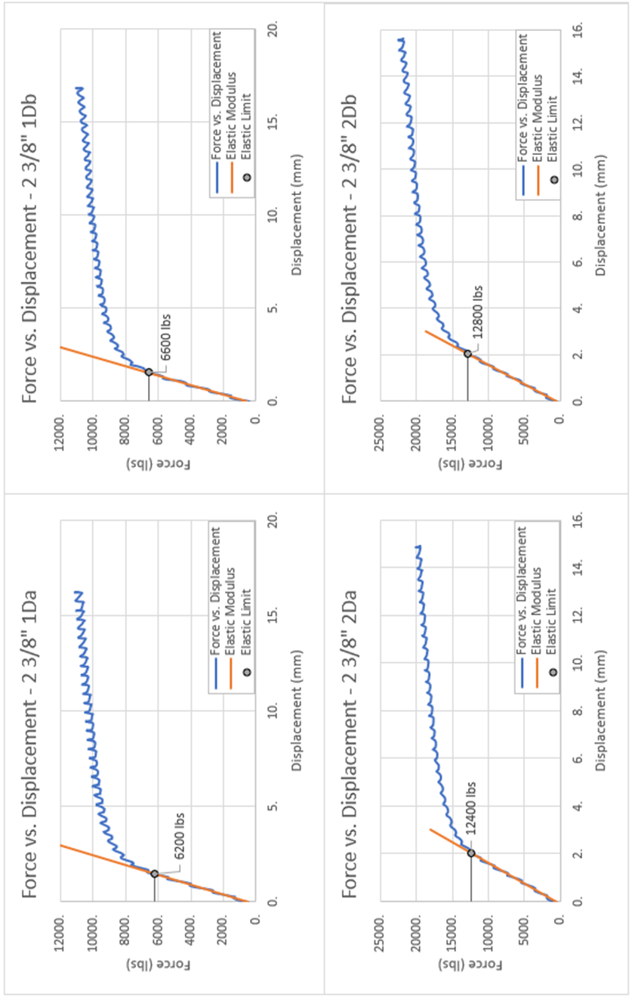 Force vs. Displacement - 2 3/8" 1Da
12000.
10000.
8000.
6000.
4000.
2000.
0.
Force (lbs)
6200 lbs
Force vs. Displacement
Elastic Modulus
Elastic Limit
0.
5.
10.
15.
20.
Displacement (mm)
Force vs. Displacement - 2 3/8" 1Db
12000.
10000.
8000.
6000.
4000.
2000.
0.
Force (lbs)
6600 lbs
Force vs. Displacement
Elastic Modulus
Elastic Limit
0.
5.
10.
15.
20.
Displacement (mm)
Force vs. Displacement - 2 3/8" 2Da
25000.
20000.
15000.
10000.
5000.
0.
Force (lbs)
12400 lbs
Force vs. Displacement
Elastic Modulus
Elastic Limit
0.
2.
4.
6.
8.
10.
12.
14.
16.
Displacement (mm)
Force vs. Displacement - 2 3/8" 2Db
25000.
20000.
15000.
10000.
5000.
0.
Force (lbs)
12800 lbs
Force vs. Displacement
Elastic Modulus
Elastic Limit
0.
2.
4.
6.
8.
10.
12.
14.
16.
Displacement (mm)